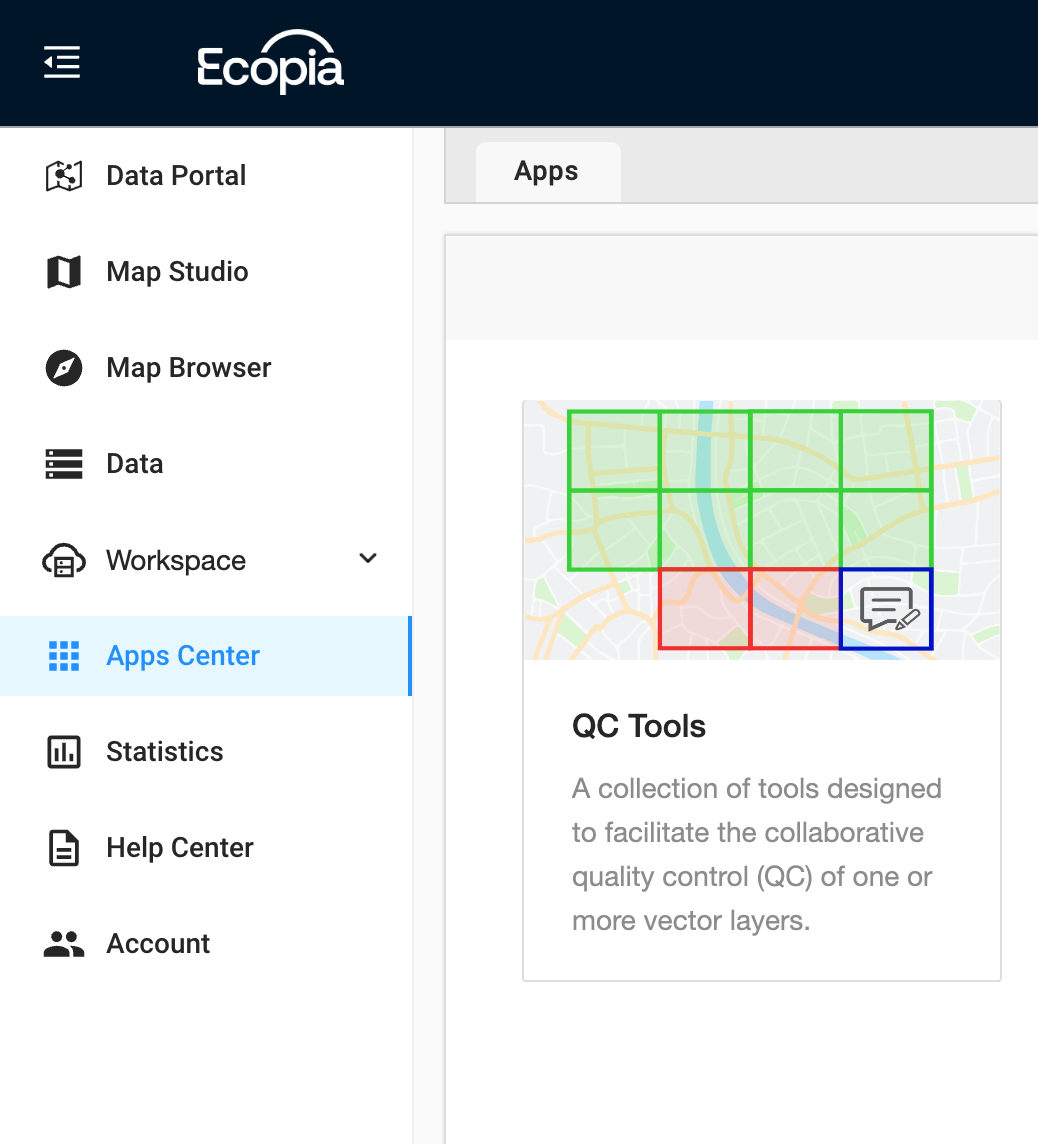 Ecopia
Data Portal
Map Studio
Map Browser
Data
Workspace
Apps Center
Statistics
Help Center
Account
Apps
QC Tools
A collection of tools designed
to facilitate the collaborative
quality control (QC) of one or
more vector layers.